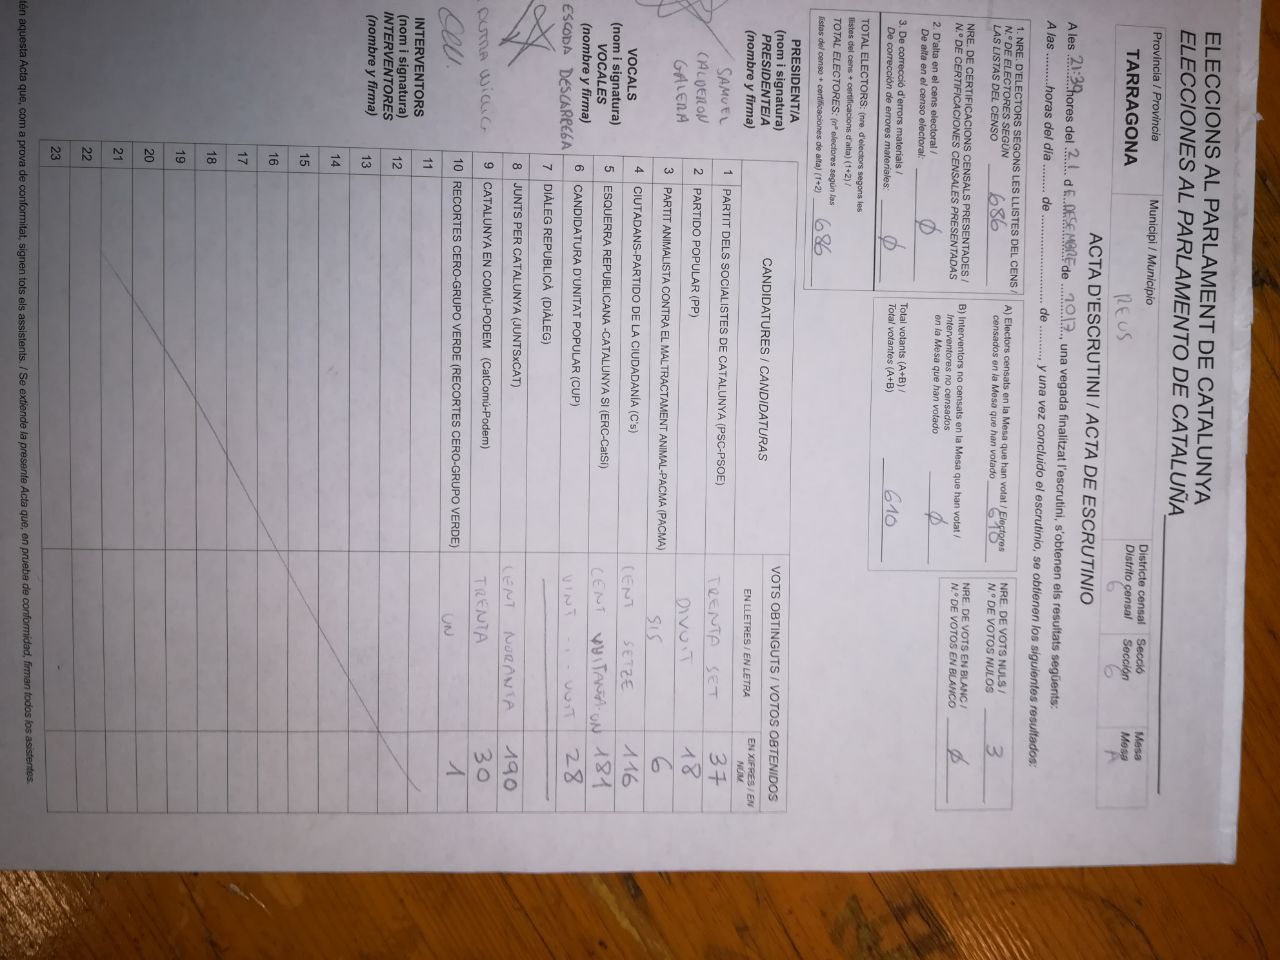 ELECCIONS AL PARLAMENT DE CATALUNYA
ELECCIONES AL PARLAMENTO DE CATALUÑA
Província / Provincia
TARRAGONA
Municipi / Municipio
REUS
Districte censal
Distrito censal
6
Secció
Sección
6
Mesa
Mesa
A
ACTA D'ESCRUTINI / ACTA DE ESCRUTINIO
A les 21:30 hores del 21 d E DESEMBRE de 2017, una vegada finalitzat l'escrutini, s'obtenen els resultats següents:
A las ........horas del día ........ de ........................ de ........, y una vez concluido el escrutinio, se obtienen los siguientes resultados:
1. NRE. D'ELECTORS SEGONS LES LLISTES DEL CENS /
N.º DE ELECTORES SEGÚN
LAS LISTAS DEL CENSO 686
NRE. DE CERTIFICACIONS CENSALS PRESENTADES /
N.º DE CERTIFICACIONES CENSALES PRESENTADAS
2. D'alta en el cens electoral /
De alta en el censo electoral: Ø
3. De correcció d'errors materials /
De corrección de errores materiales: Ø
TOTAL ELECTORS: (nre. d'electors segons les
llistes del cens + certificacions d'alta) (1+2) /
TOTAL ELECTORES: (nº electores según las
listas del censo + certificaciones de alta) (1+2) 686
A) Electors censats en la Mesa que han votat / Electores
censados en la Mesa que han votado 610
B) Interventors no censats en la Mesa que han votat /
Interventores no censados
en la Mesa que han votado Ø
Total votants (A+B) /
Total votantes (A+B) 610
NRE. DE VOTS NULS /
N.º DE VOTOS NULOS 3
NRE. DE VOTS EN BLANC /
N.º DE VOTOS EN BLANCO Ø
CANDIDATURES / CANDIDATURAS
VOTS OBTINGUTS / VOTOS OBTENIDOS
EN LLETRES / EN LETRA
EN XIFRES / EN NÚM.
1 PARTIT DELS SOCIALISTES DE CATALUNYA (PSC-PSOE) TRENTA SET 37
2 PARTIDO POPULAR (PP) DIVUIT 18
3 PARTIT ANIMALISTA CONTRA EL MALTRACTAMENT ANIMAL-PACMA (PACMA) SIS 6
4 CIUTADANS-PARTIDO DE LA CIUDADANÍA (C's) CENT SETZE 116
5 ESQUERRA REPUBLICANA -CATALUNYA SÍ (ERC-CatSí) CENT VUITANTA-UN 181
6 CANDIDATURA D'UNITAT POPULAR (CUP) VINT-I-VUIT 28
7 DIÀLEG REPUBLICÀ (DIÀLEG)
8 JUNTS PER CATALUNYA (JUNTSxCAT) CENT NORANTA 190
9 CATALUNYA EN COMÚ-PODEM (CatComú-Podem) TRENTA 30
10 RECORTES CERO-GRUPO VERDE (RECORTES CERO-GRUPO VERDE) UN 1
11
12
13
14
15
16
17
18
19
20
21
22
23
PRESIDENT/A
(nom i signatura)
PRESIDENTE/A
(nombre y firma)
SAMUEL
CALDERON
GALERA
VOCALS
(nom i signatura)
VOCALES
(nombre y firma)
ESCODA DESCARREGA
INTERVENTORS
(nom i signatura)
INTERVENTORES
(nombre y firma)
aquesta Acta que, com a prova de conformitat, signen tots els assistents. / Se extiende la presente Acta que, en prueba de conformidad, firman todos los asistentes.